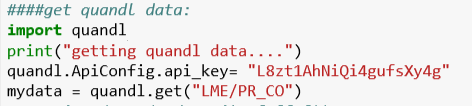 ####get quandl data:
import quandl
print("getting quandl data....")
quandl.ApiConfig.api_key= "L8zt1AhNiQi4gufsXy4g"
mydata = quandl.get("LME/PR_CO")